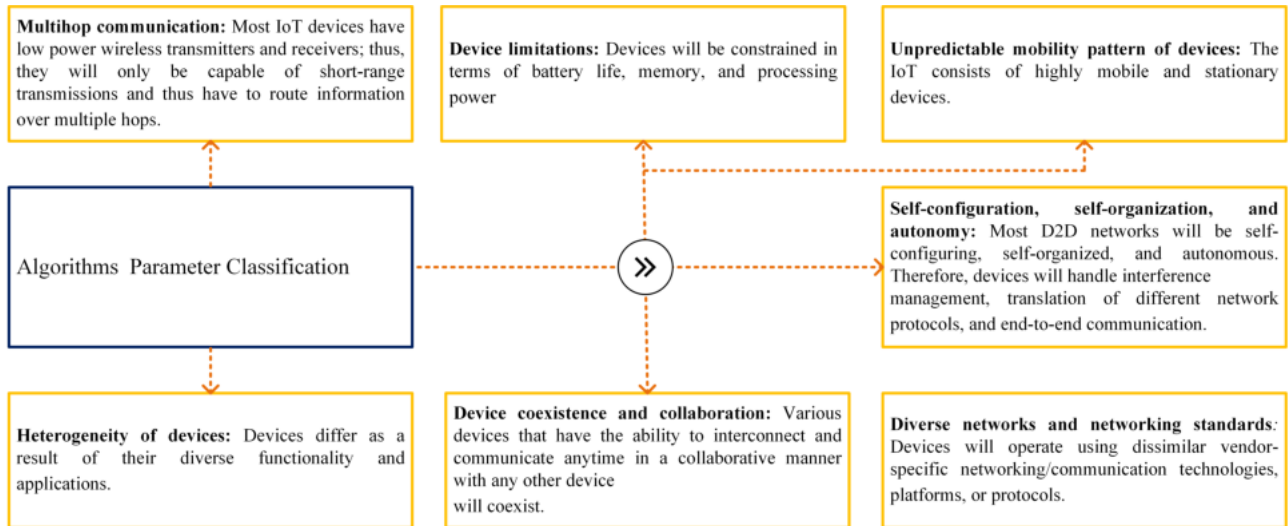 Multihop communication: Most IoT devices have
low power wireless transmitters and receivers; thus,
they will only be capable of short-range
transmissions and thus have to route information
over multiple hops.
Device limitations: Devices will be constrained in
terms of battery life, memory, and processing
power
Unpredictable mobility pattern of devices: The
IoT consists of highly mobile and stationary
devices.
Algorithms Parameter Classification
Self-configuration, self-organization, and
autonomy: Most D2D networks will be self-
configuring, self-organized, and autonomous.
Therefore, devices will handle interference
management, translation of different network
protocols, and end-to-end communication.
Heterogeneity of devices: Devices differ as a
result of their diverse functionality and
applications.
Device coexistence and collaboration: Various
devices that have the ability to interconnect and
communicate anytime in a collaborative manner
with any other device
will coexist.
Diverse networks and networking standards:
Devices will operate using dissimilar vendor-
specific networking/communication technologies,
platforms, or protocols.